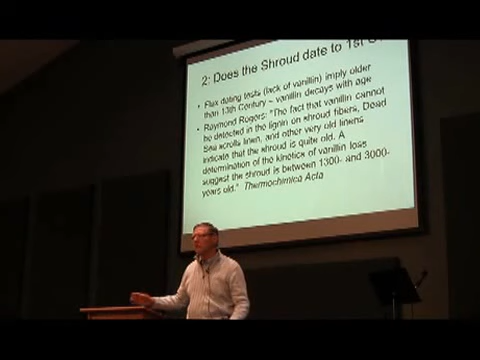 2: Does the Shroud date to 1st
• Flax dating tests (lack of vanillin) imply older
than 13th Century – vanillin decays with age
• Raymond Rogers: "The fact that vanillin cannot
be detected in the lignin on shroud fibers, Dead
Sea scrolls linen, and other very old linens
indicate that the shroud is quite old. A
determination of the kinetics of vanillin loss
suggest the shroud is between 1300- and 3000-
years old." Thermochimica Acta